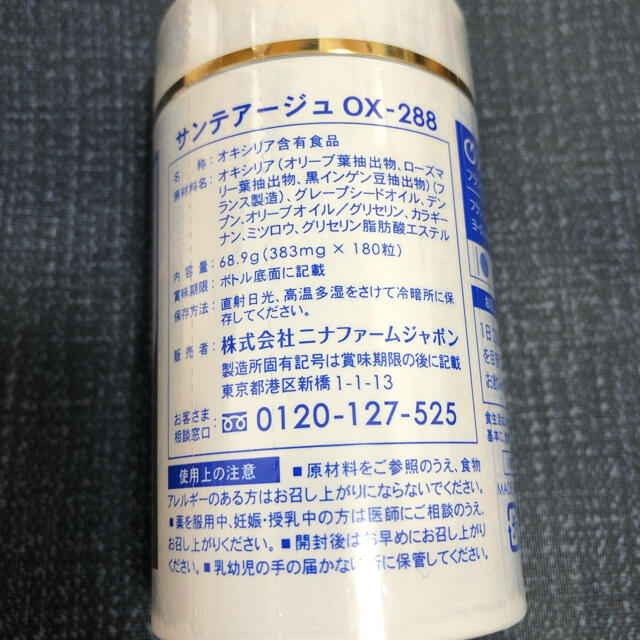 サンテアージュ OX-288
名 称：オキシリア含有食品
原材料名：オキシリア（オリーブ葉抽出物、ローズマ
リー葉抽出物、黒インゲン豆抽出物）（フ
ランス製造）、グレープシードオイル、デン
プン、オリーブオイル／グリセリン、カラギー
ナン、ミツロウ、グリセリン脂肪酸エステル
内 容 量：68.9g（383mg × 180粒）
賞味期限：ボトル底面に記載
保存方法：直射日光、高温多湿をさけて冷暗所に保
存してください。
販 売 者：株式会社ニナファームジャポン
製造所固有記号は賞味期限の後に記載
東京都港区新橋1-1-13
お客さま
相談窓口：0120-127-525
使用上の注意 ■原材料をご参照のうえ、食物
アレルギーのある方はお召し上がりにならないでください。
■薬を服用中、妊娠・授乳中の方は医師にご相談のうえ、
お召し上がりください。■開封後はお早めにお召し上がり
ください。■乳幼児の手の届かない所に保管してください。